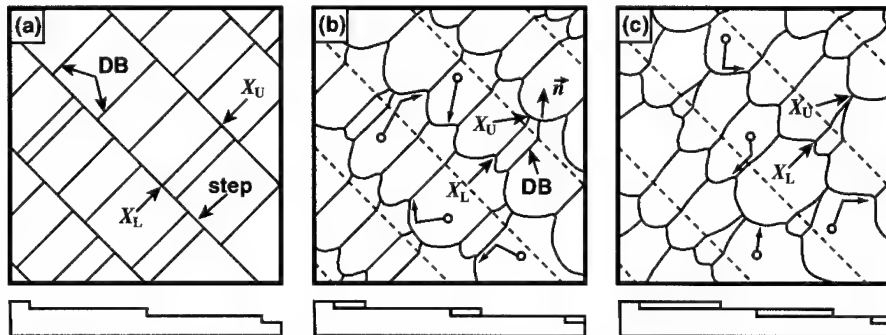 (a)
DB
X_U
X_L
step
(b)
n⃗
X_U
X_L
DB
(c)
X_U
X_L